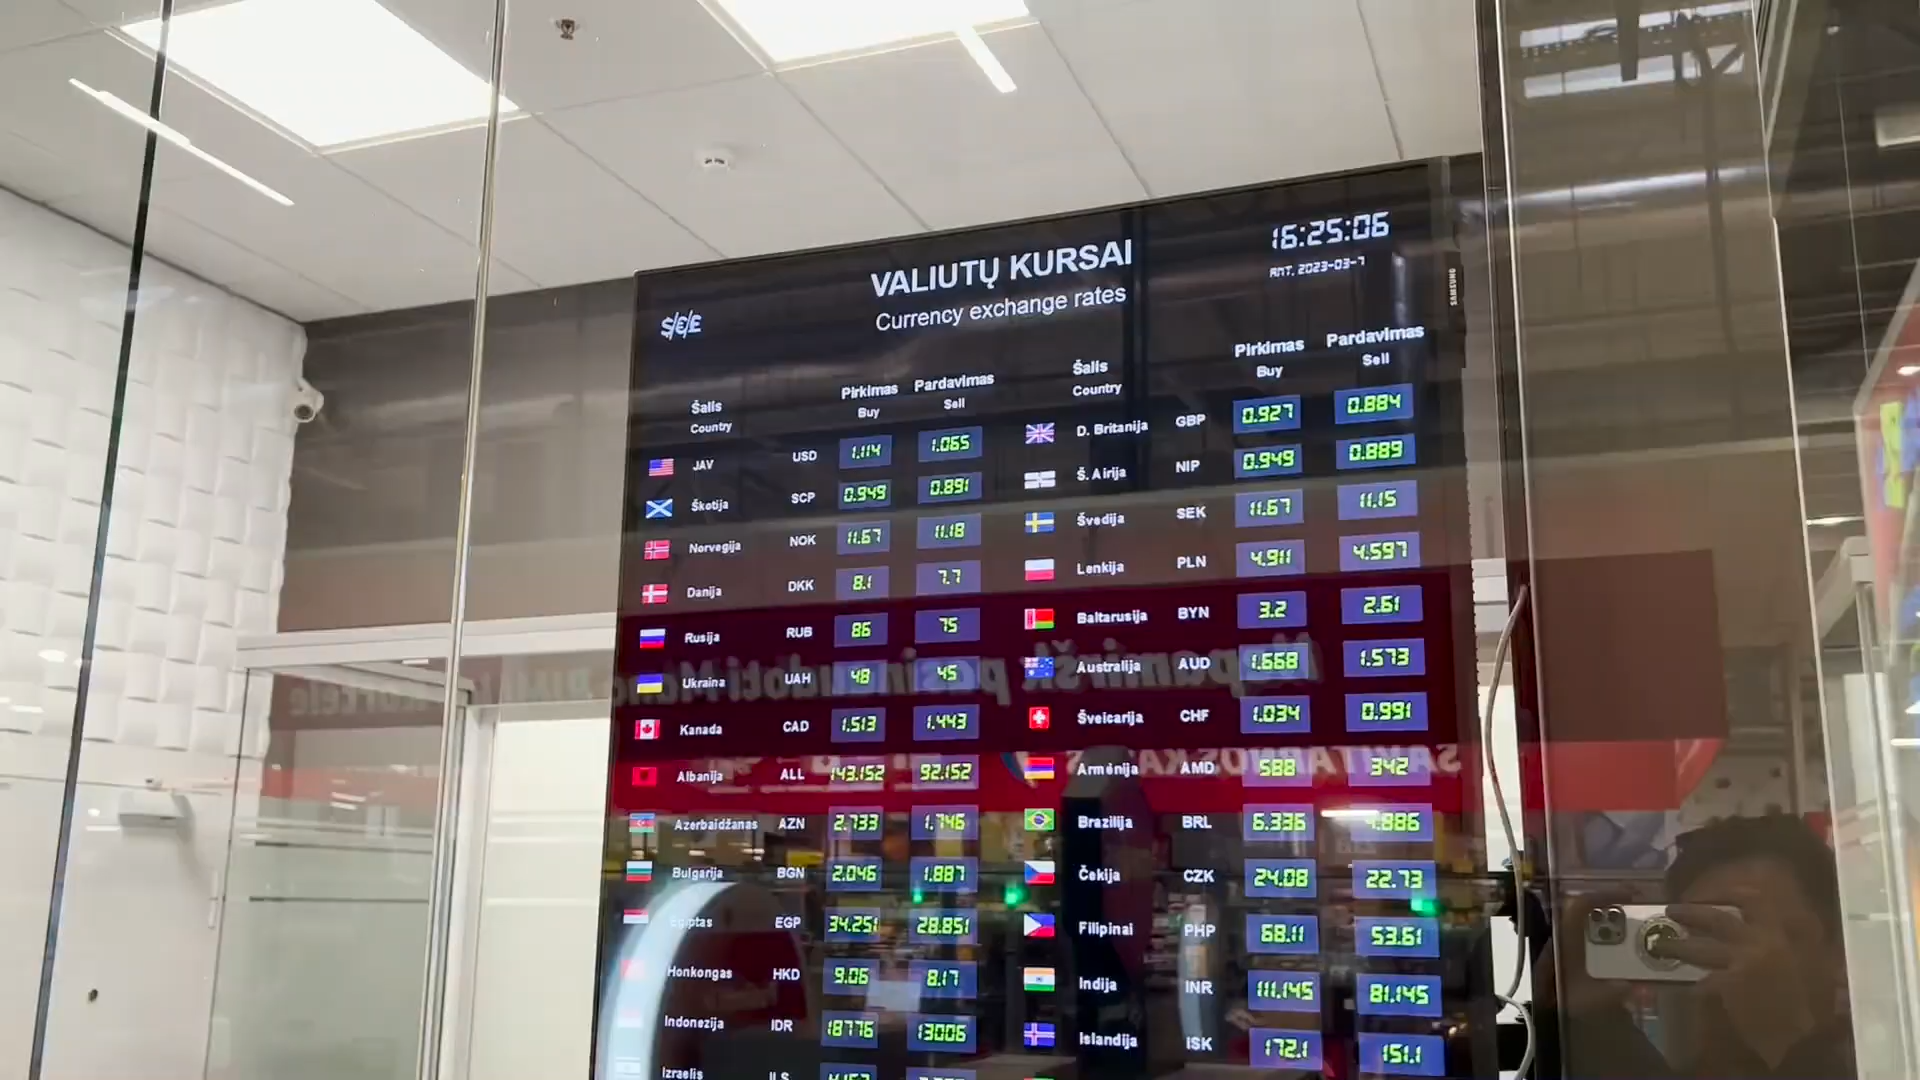 VALIUTŲ KURSAI
Currency exchange rates
16:25:06
ANT. 2023-03-7
SAMSUNG
$/€/£
Šalis Pirkimas Pardavimas
Country Buy Sell
JAV USD 1.114 1.065
Škotija SCP 0.949 0.891
Norvegija NOK 11.67 11.18
Danija DKK 8.1 7.7
Rusija RUB 86 75
Ukraina UAH 48 45
Kanada CAD 1.513 1.443
Albanija ALL 143.152 92.152
Azerbaidžanas AZN 2.733 1.746
Bulgarija BGN 2.046 1.887
Egiptas EGP 34.251 28.851
Honkongas HKD 9.06 8.17
Indonezija IDR 18776 13006
Izraelis ILS
Šalis Pirkimas Pardavimas
Country Buy Sell
D. Britanija GBP 0.927 0.884
Š. Airija NIP 0.949 0.889
Švedija SEK 11.67 11.15
Lenkija PLN 4.911 4.597
Baltarusija BYN 3.2 2.61
Australija AUD 1.668 1.573
Šveicarija CHF 1.034 0.991
Armėnija AMD 588 342
Brazilija BRL 6.336 4.886
Čekija CZK 24.08 22.73
Filipinai PHP 68.11 53.61
Indija INR 111.145 81.145
Islandija ISK 172.1 151.1